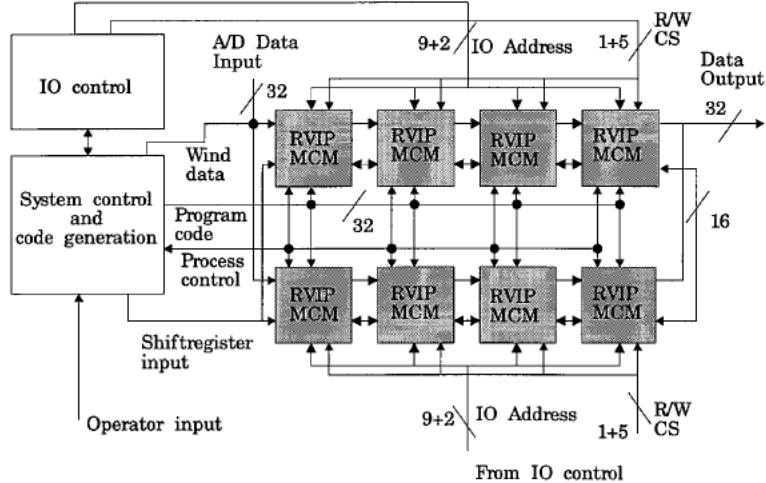 A/D Data
Input
32
9+2
IO Address
1+5
R/W
CS
Data
Output
32
IO control
Wind
data
RVIP
MCM
RVIP
MCM
RVIP
MCM
RVIP
MCM
System control
and
code generation
Program
code
32
16
Process
control
RVIP
MCM
RVIP
MCM
RVIP
MCM
RVIP
MCM
Shiftregister
input
Operator input
9+2
IO Address
1+5
R/W
CS
From IO control